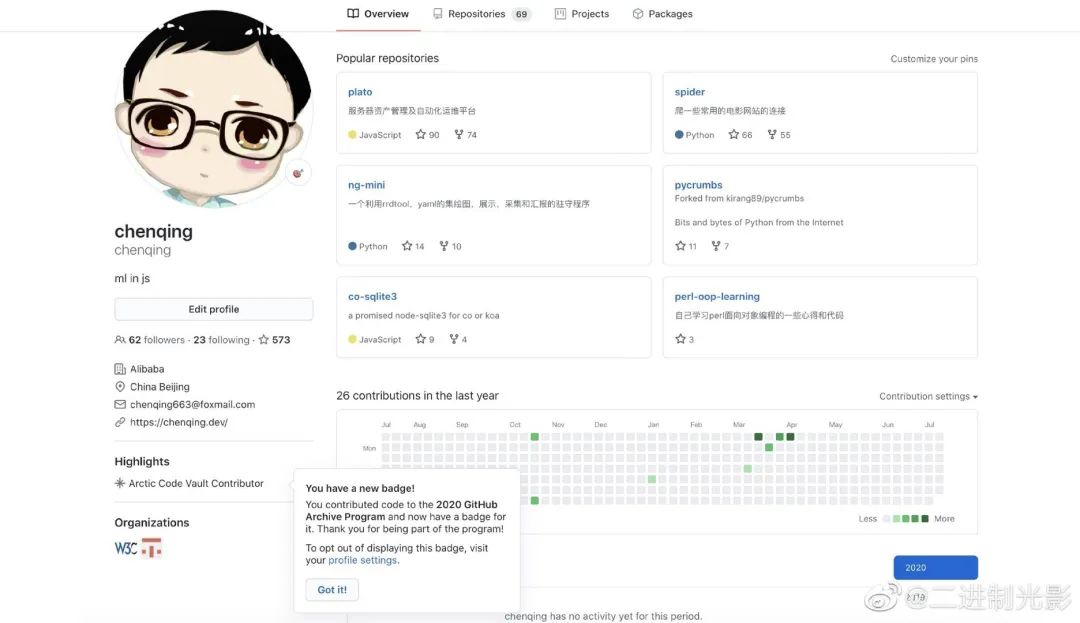 Overview
Repositories 69
Projects
Packages
chenqing
chenqing
ml in js
Edit profile
62 followers · 23 following · 573
Alibaba
China Beijing
chenqing663@foxmail.com
https://chenqing.dev/
Highlights
Arctic Code Vault Contributor
Organizations
W3C
Popular repositories
Customize your pins
plato
服务器资产管理及自动化运维平台
JavaScript 90 74
spider
爬一些常用的电影网站的连接
Python 66 55
ng-mini
一个利用rrdtool、yaml的集绘图、展示、采集和汇报的驻守程序
Python 14 10
pycrumbs
Forked from kirang89/pycrumbs
Bits and bytes of Python from the Internet
11 7
co-sqlite3
a promised node-sqlite3 for co or koa
JavaScript 9 4
perl-oop-learning
自己学习perl面向对象编程的一些心得和代码
3
26 contributions in the last year
Contribution settings
Jul Aug Sep Oct Nov Dec Jan Feb Mar Apr May Jun Jul
Mon
Less More
You have a new badge!
You contributed code to the 2020 GitHub
Archive Program and now have a badge for
it. Thank you for being part of the program!
To opt out of displaying this badge, visit
your profile settings.
Got it!
2020
2019
chenqing has no activity yet for this period.
@二进制光影